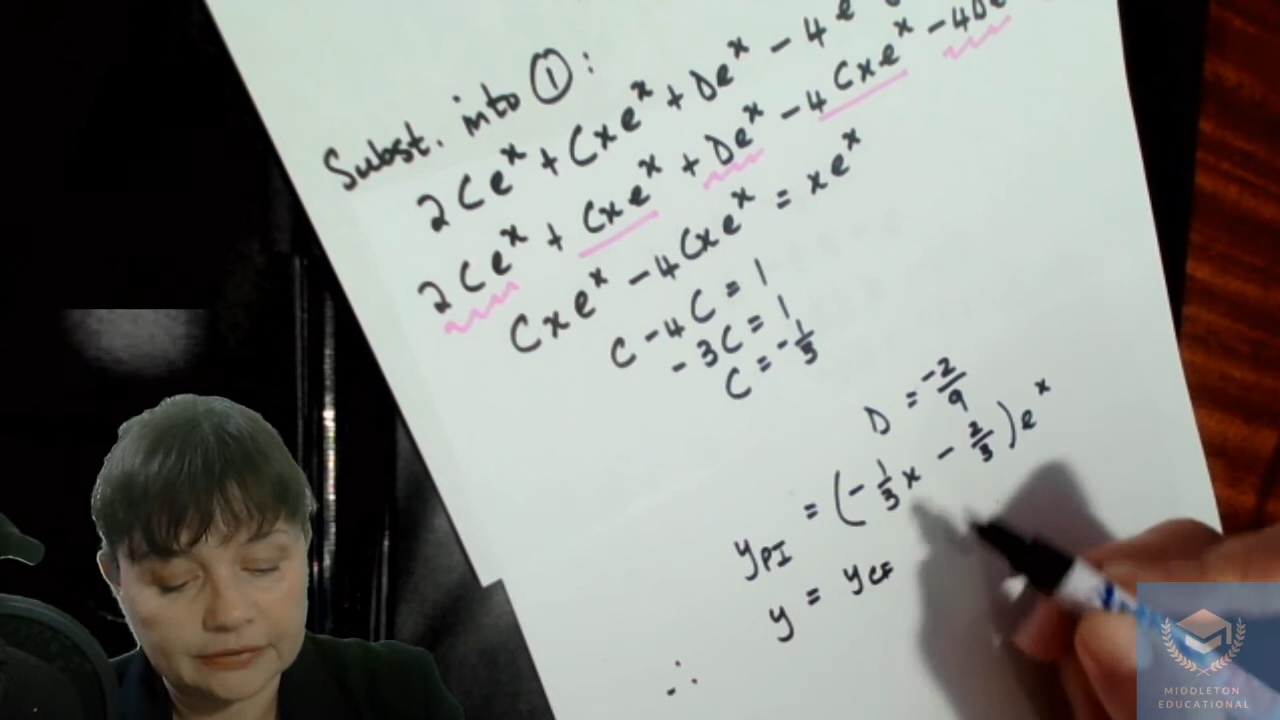 Subst. into ①:
2Ce^x + Cxe^x + De^x - 4
2Ce^x + Cxe^x + De^x - 4Cxe^x - 4De
Cxe^x - 4Cxe^x = xe^x
C - 4C = 1
- 3C = 1
C = -1/3
D = -2/9
y_PI = (-1/3 x - 2/3)e^x
∴ y = y_CF
MIDDLETON
EDUCATIONAL